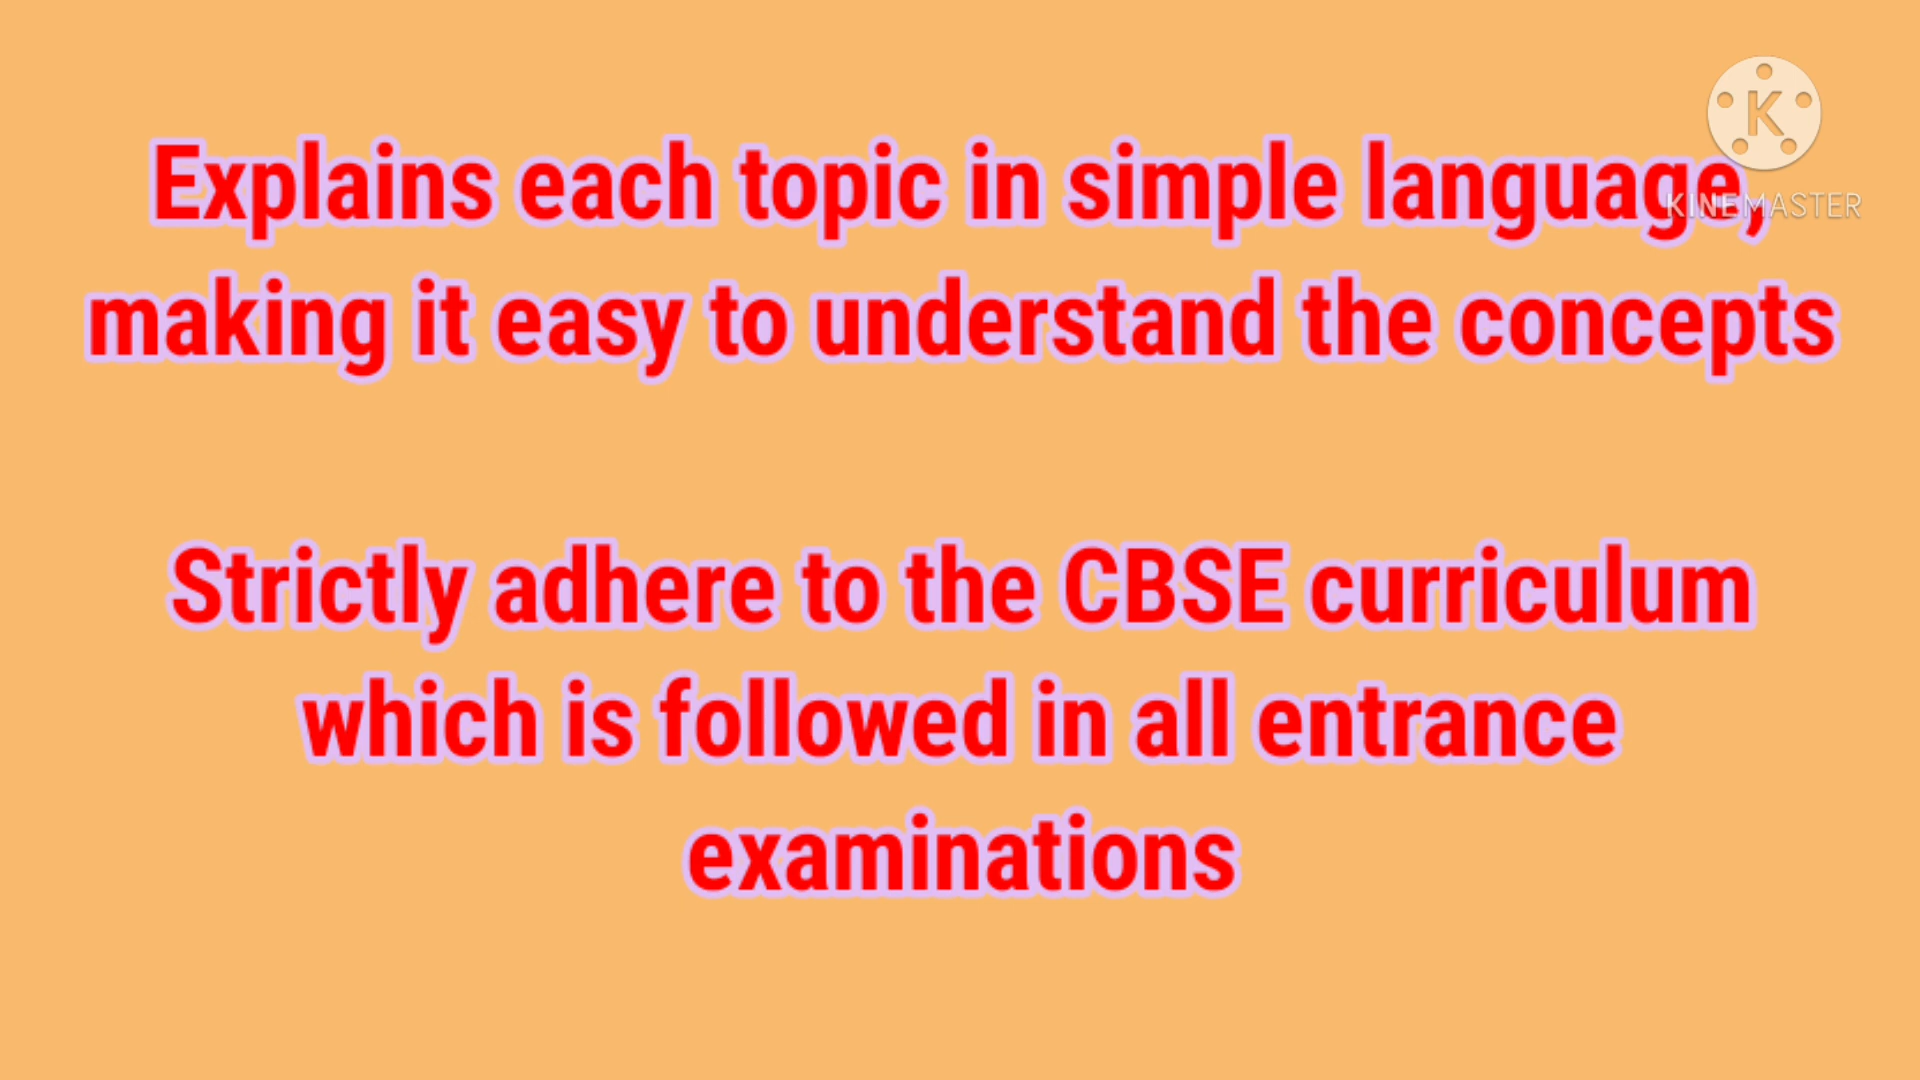 K
KINEMASTER
Explains each topic in simple language,
making it easy to understand the concepts
Strictly adhere to the CBSE curriculum
which is followed in all entrance
examinations